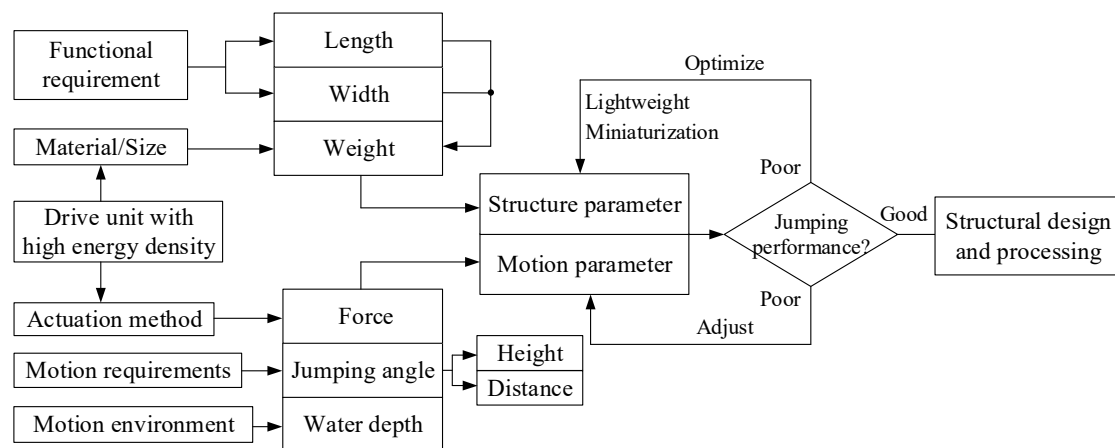 Functional
requirement
Length
Width
Weight
Material/Size
Drive unit with
high energy density
Actuation method
Motion requirements
Motion environment
Force
Jumping angle
Water depth
Height
Distance
Structure parameter
Motion parameter
Optimize
Lightweight
Miniaturization
Poor
Jumping
performance?
Good
Poor
Adjust
Structural design
and processing